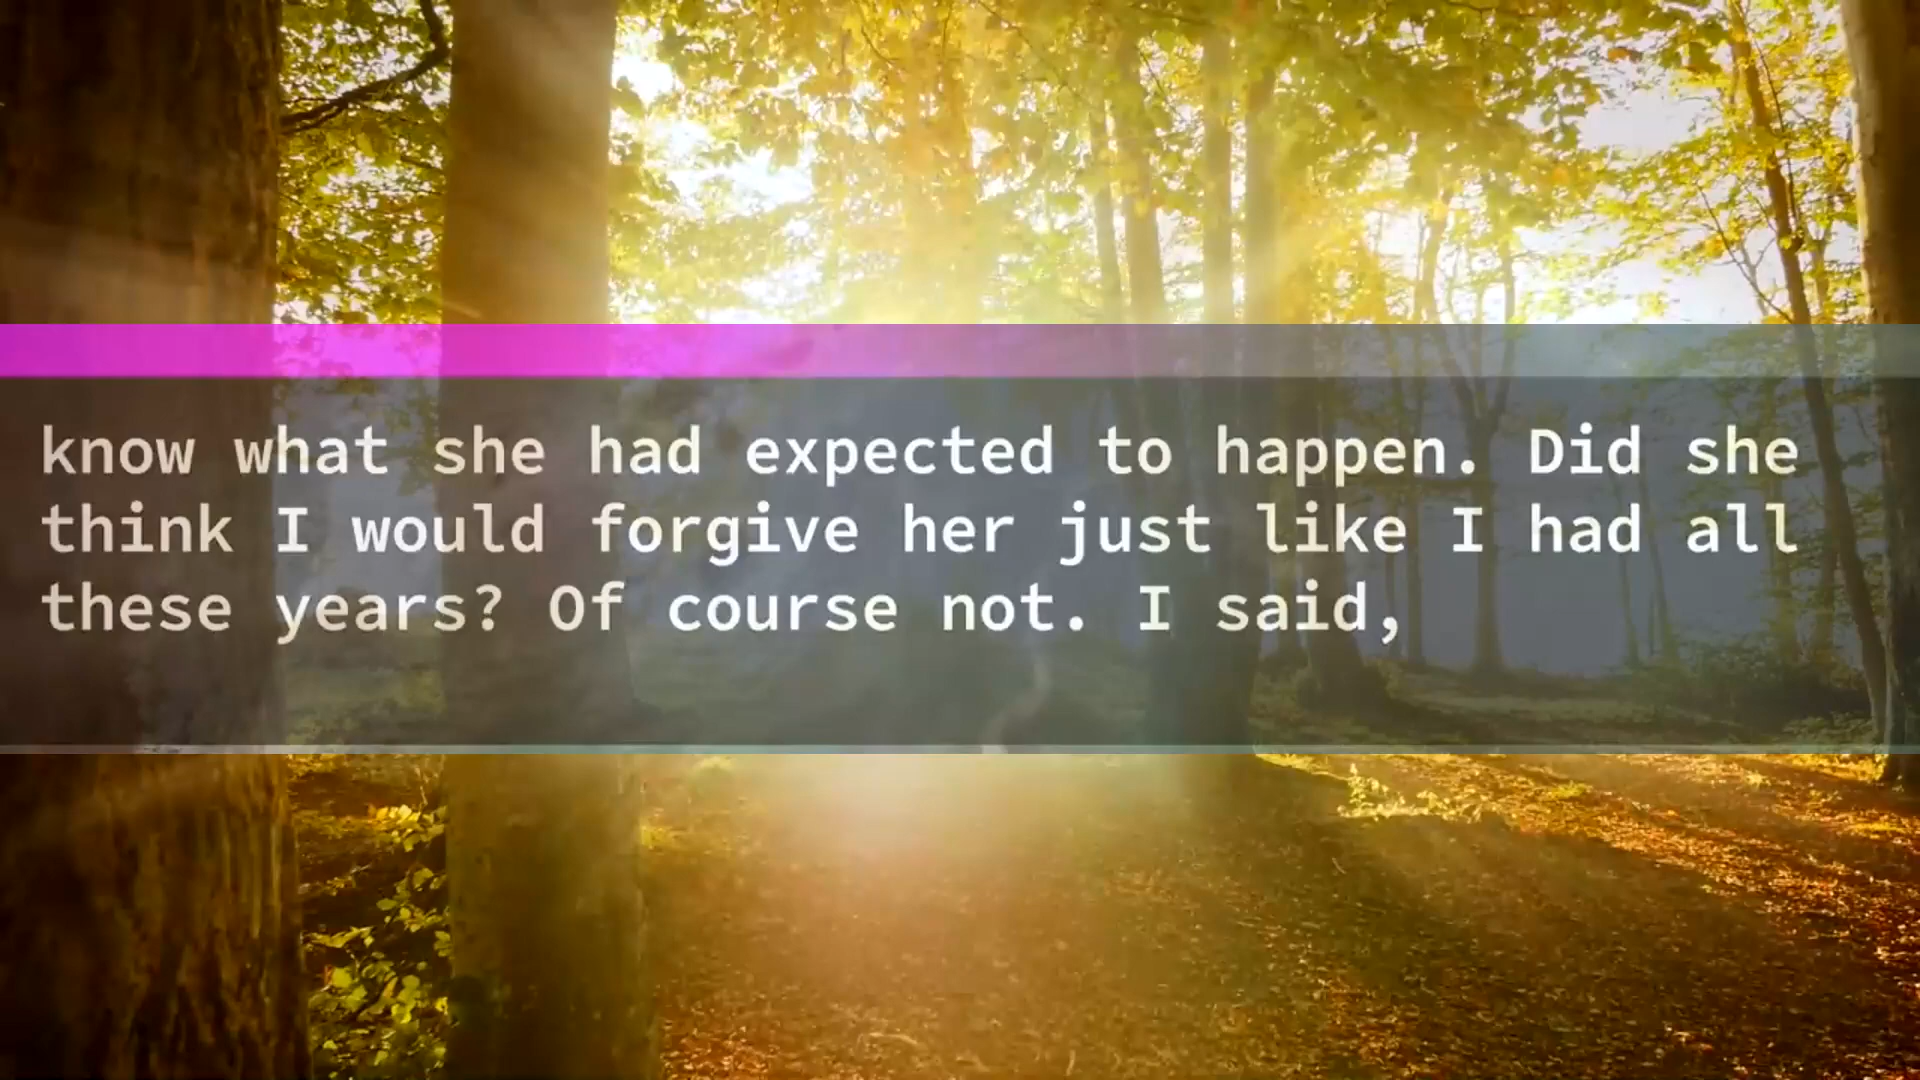 know what she had expected to happen. Did she
think I would forgive her just like I had all
these years? Of course not. I said,